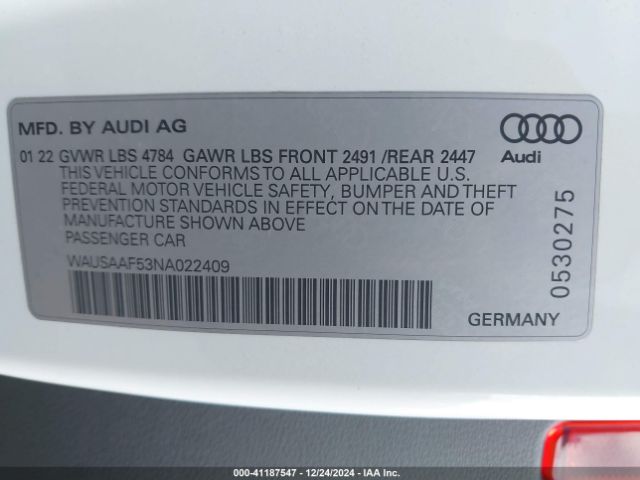 MFD. BY AUDI AG
01 22 GVWR LBS 4784 GAWR LBS FRONT 2491 /REAR 2447
THIS VEHICLE CONFORMS TO ALL APPLICABLE U.S.
FEDERAL MOTOR VEHICLE SAFETY, BUMPER AND THEFT
PREVENTION STANDARDS IN EFFECT ON THE DATE OF
MANUFACTURE SHOWN ABOVE
PASSENGER CAR
WAUSAAF53NA022409
Audi
0530275
GERMANY
000-41187547 - 12/24/2024 - IAA Inc.